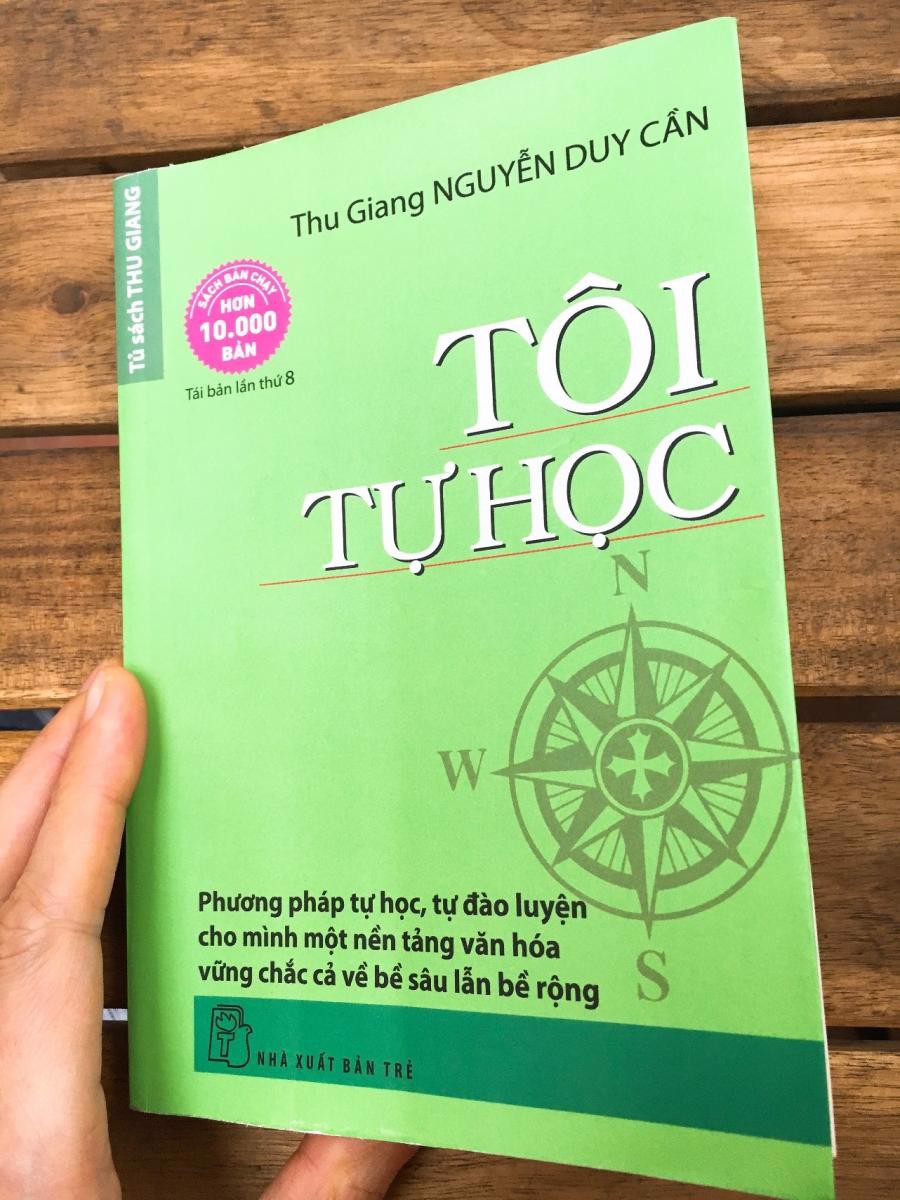 Thu Giang NGUYỄN DUY CẦN
Tủ sách THU GIANG
SÁCH BÁN CHẠY
HƠN
10.000
BẢN
Tái bản lần thứ 8
TÔI
TỰ HỌC
N
W
S
Phương pháp tự học, tự đào luyện
cho mình một nền tảng văn hóa
vững chắc cả về bề sâu lẫn bề rộng
T
NHÀ XUẤT BẢN TRẺ